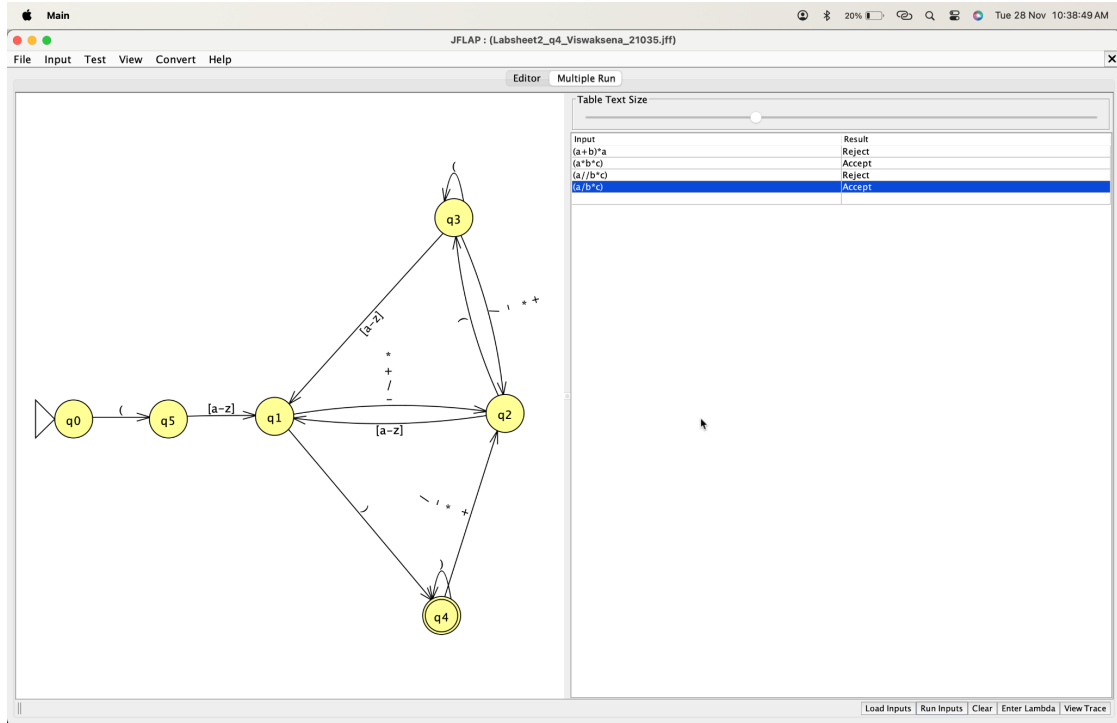 Main 20% Tue 28 Nov 10:38:49 AM
JFLAP : (Labsheet2_q4_Viswaksena_21035.jff)
File Input Test View Convert Help
Editor Multiple Run
Table Text Size
Input Result
(a+b)*a Reject
(a*b*c) Accept
(a//b*c) Reject
(a/b*c) Accept
(
q3
/ - * +
[a-z]
(
*
+
/
-
q0 ( q5 [a-z] q1 q2
[a-z]
/ - * +
)
)
q4
Load Inputs Run Inputs Clear Enter Lambda View Trace